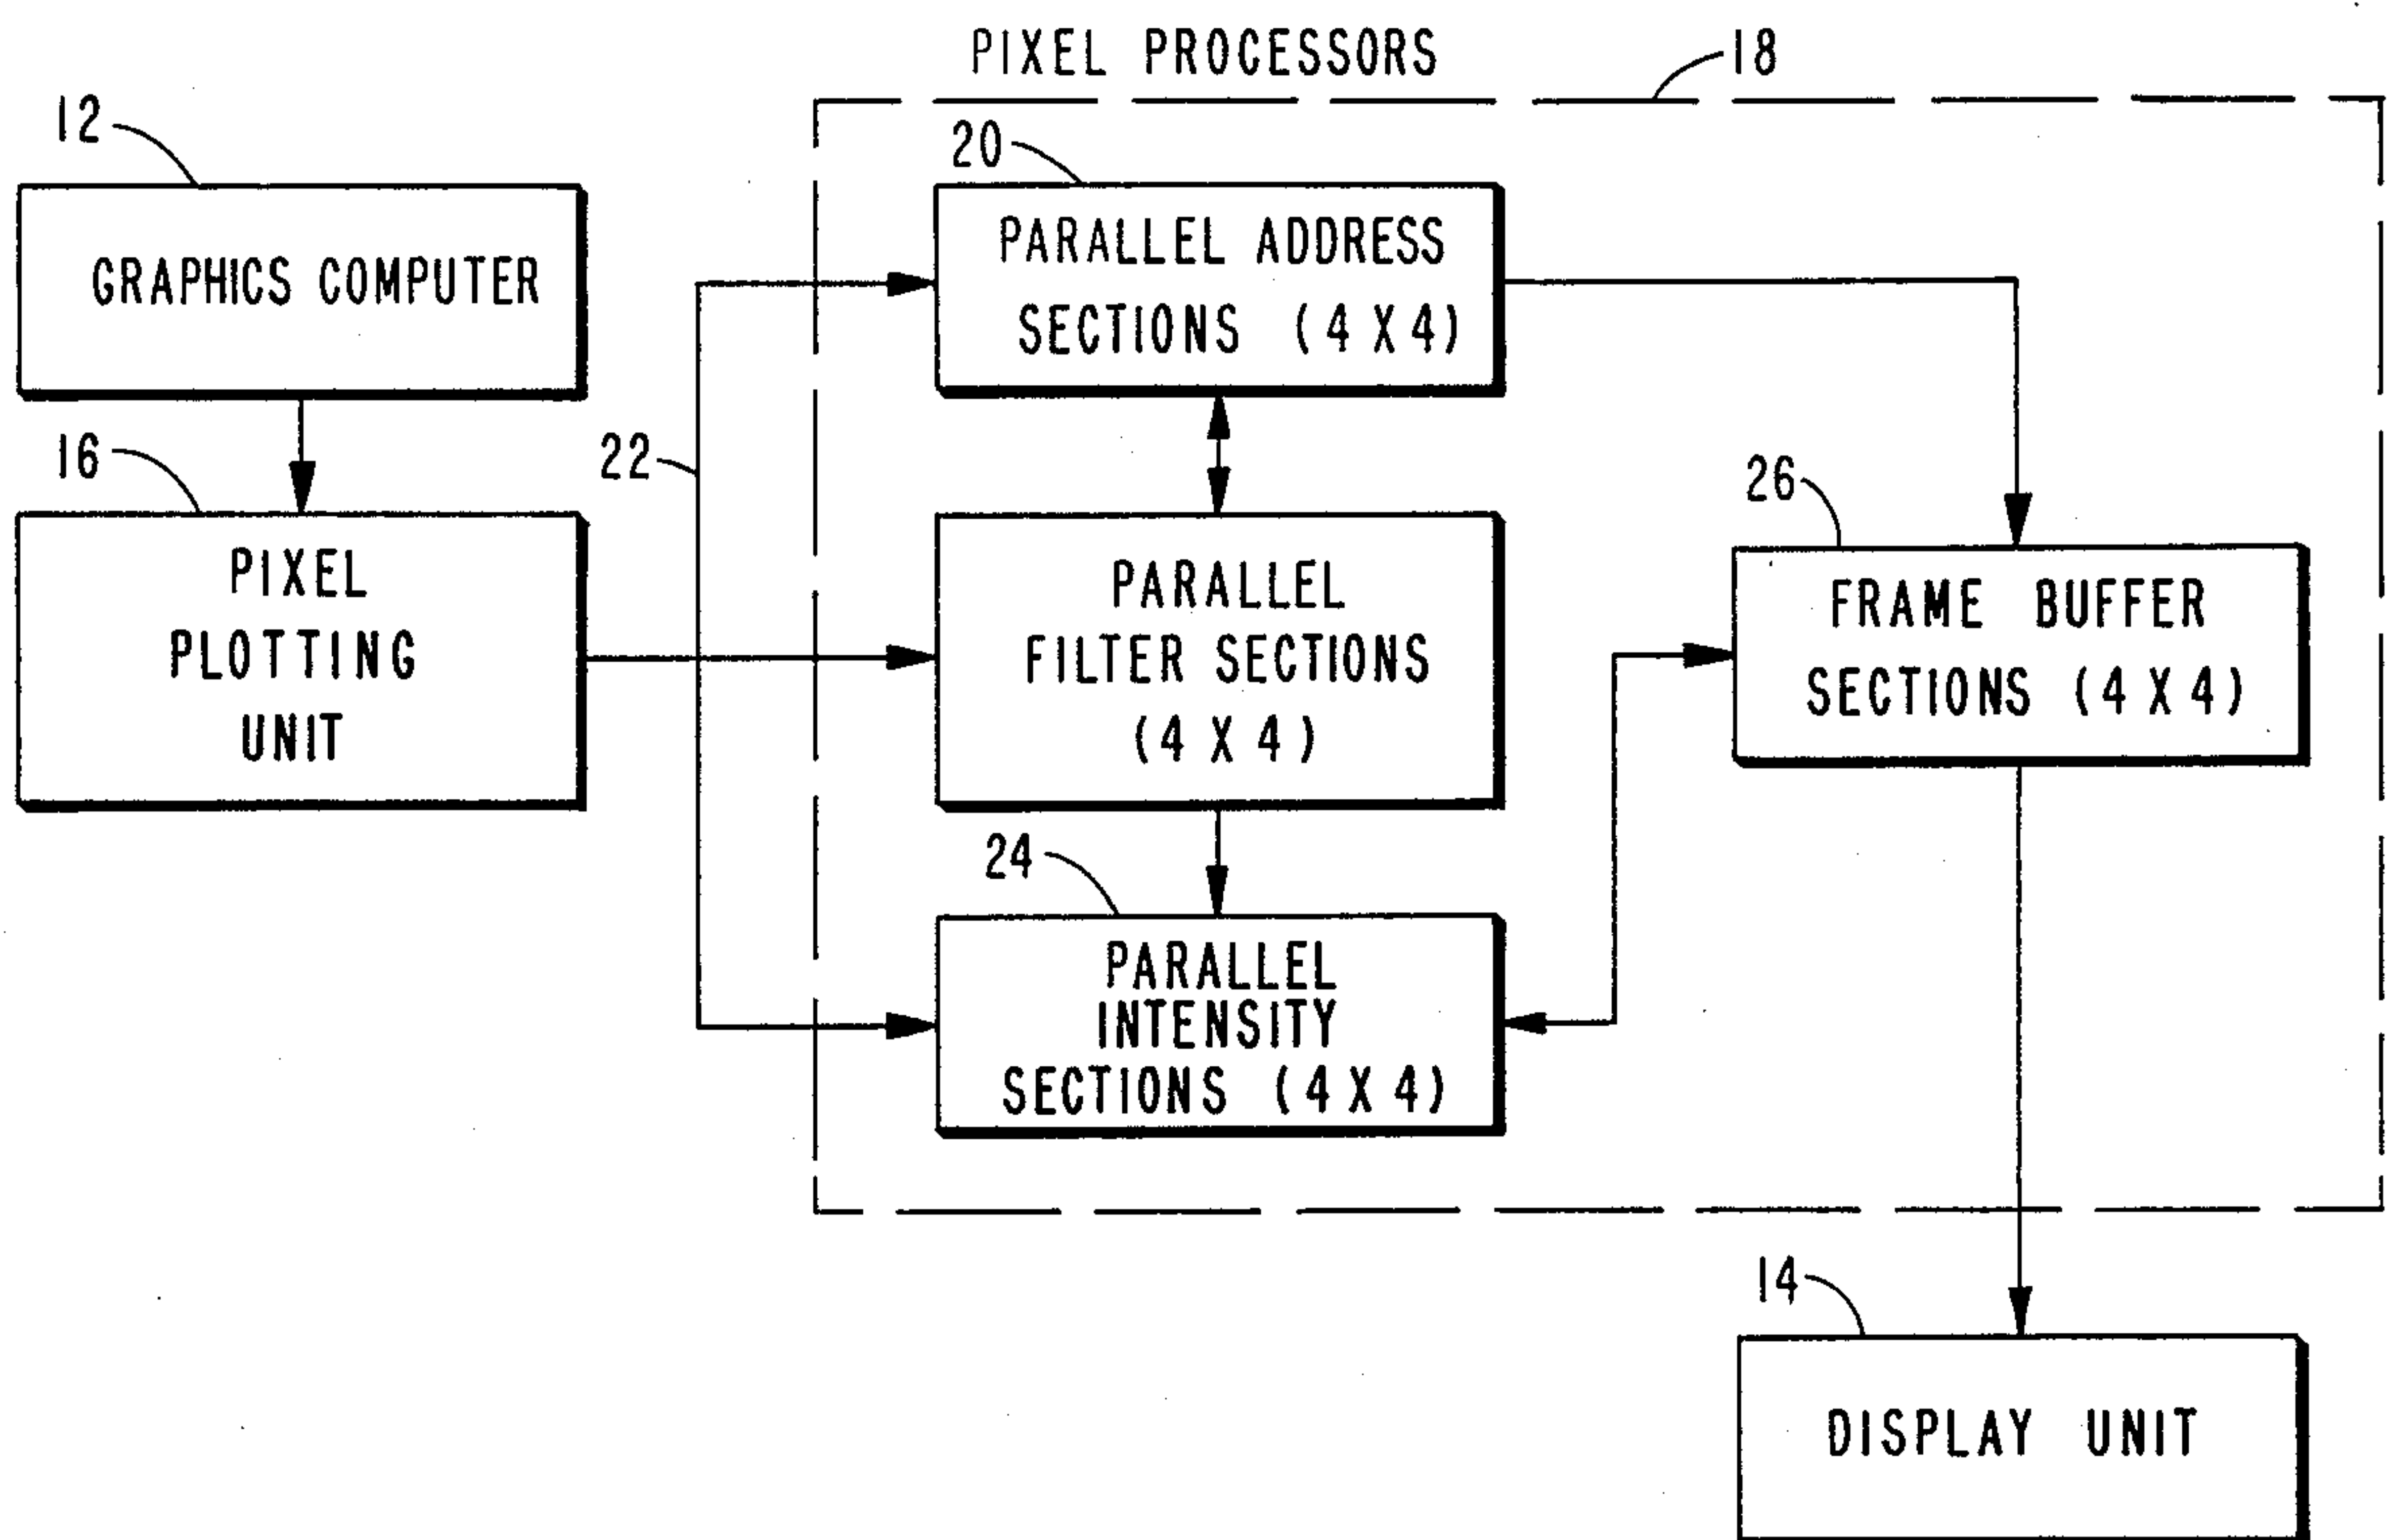 PIXEL PROCESSORS
18
12
20
GRAPHICS COMPUTER
PARALLEL ADDRESS
SECTIONS (4 X 4)
16
22
26
PIXEL
PLOTTING
UNIT
PARALLEL
FILTER SECTIONS
(4 X 4)
FRAME BUFFER
SECTIONS (4 X 4)
24
PARALLEL
INTENSITY
SECTIONS (4 X 4)
14
DISPLAY UNIT